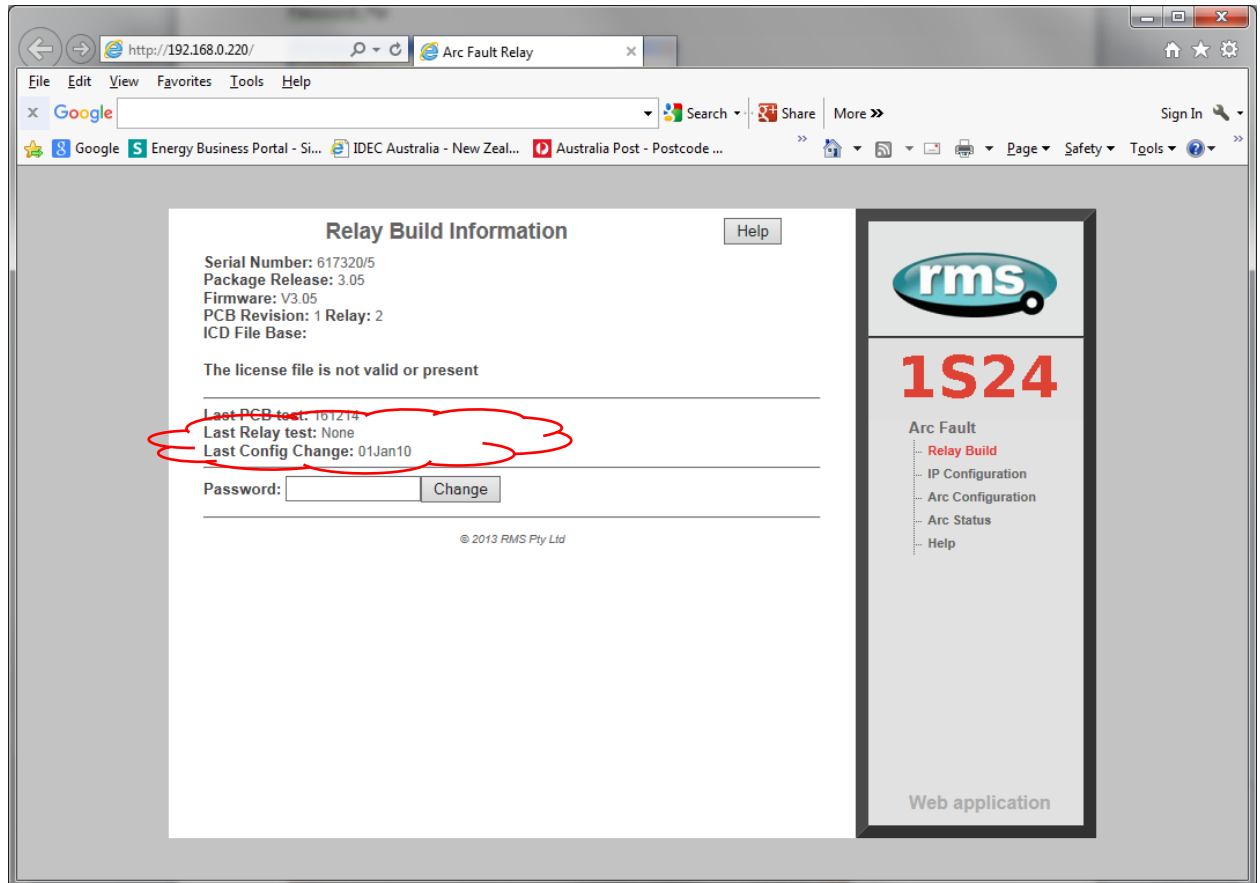 http://192.168.0.220/
Arc Fault Relay
File Edit View Favorites Tools Help
x Google Search Share More » Sign In
Google Energy Business Portal - Si... IDEC Australia - New Zeal... Australia Post - Postcode ... » Page Safety Tools »
Relay Build Information
Help
Serial Number: 617320/5
Package Release: 3.05
Firmware: V3.05
PCB Revision: 1 Relay: 2
ICD File Base:
The license file is not valid or present
Last PCB test: 161214
Last Relay test: None
Last Config Change: 01Jan10
Password: Change
© 2013 RMS Pty Ltd
rms
1S24
Arc Fault
Relay Build
IP Configuration
Arc Configuration
Arc Status
Help
Web application